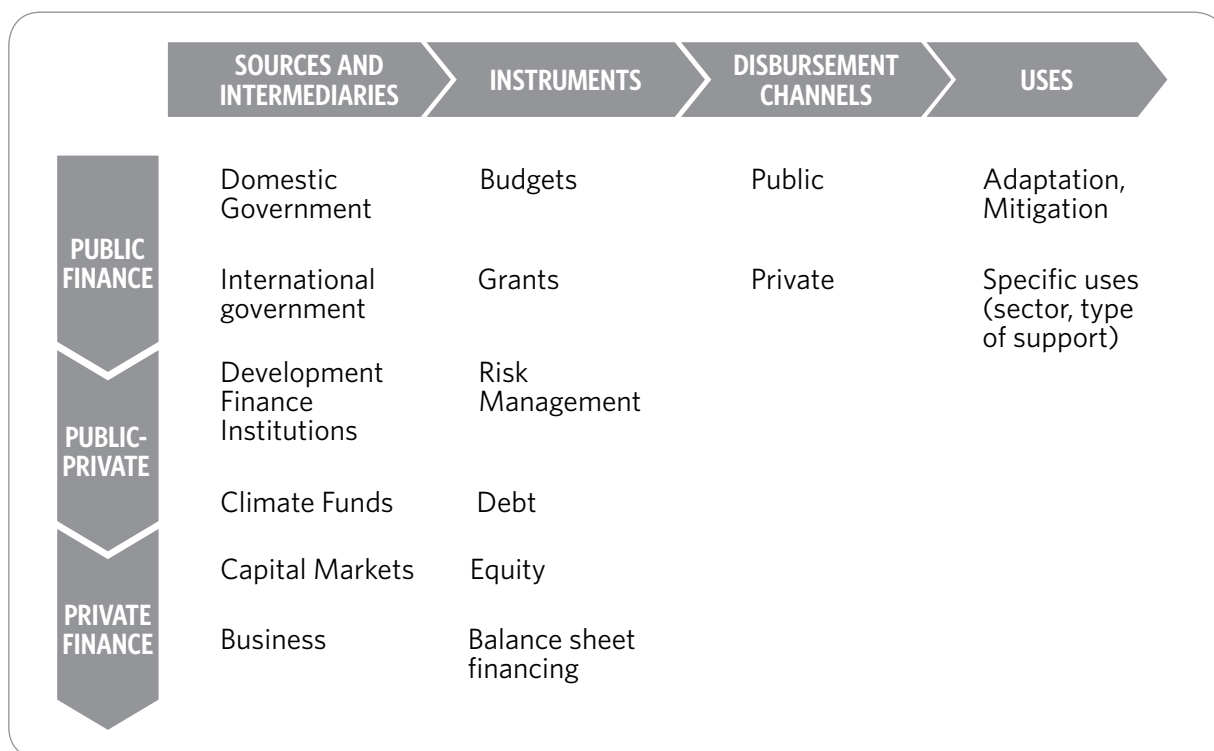 SOURCES AND
INTERMEDIARIES
INSTRUMENTS
DISBURSEMENT
CHANNELS
USES
PUBLIC
FINANCE
Domestic
Government
Budgets
Public
Adaptation,
Mitigation
International
government
Grants
Private
Specific uses
(sector, type
of support)
PUBLIC-
PRIVATE
Development
Finance
Institutions
Risk
Management
Climate Funds
Debt
PRIVATE
FINANCE
Capital Markets
Equity
Business
Balance sheet
financing